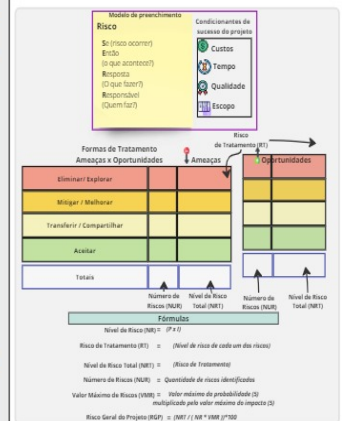 Modelo de preenchimento
Risco
Se (risco ocorrer)
Então
(o que acontece?)
Resposta
(O que fazer?)
Responsável
(Quem faz?)
Condicionantes de
sucesso do projeto
Custos
Tempo
Qualidade
Escopo
Risco
de Tratamento (RT)
Formas de Tratamento
Ameaças x Oportunidades
Ameaças
Oportunidades
Eliminar/ Explorar
Mitigar / Melhorar
Transferir / Compartilhar
Aceitar
Totais
Número de
Riscos (NUR)
Nível de Risco
Total (NRT)
Número de
Riscos (NUR)
Nível de Risco
Total (NRT)
Fórmulas
Nível de Risco (NR) = (P x I)
Risco de Tratamento (RT) = (Nível de risco de cada um dos riscos)
Nível de Risco Total (NRT) = (Risco de Tratamento)
Número de Riscos (NUR) = Quantidade de riscos identificados
Valor Máximo de Riscos (VMR) = Valor máximo da probabilidade (5)
multiplicado pelo valor máximo do impacto (5)
Risco Geral do Projeto (RGP) = (NRT / ( NR * VMR ))*100